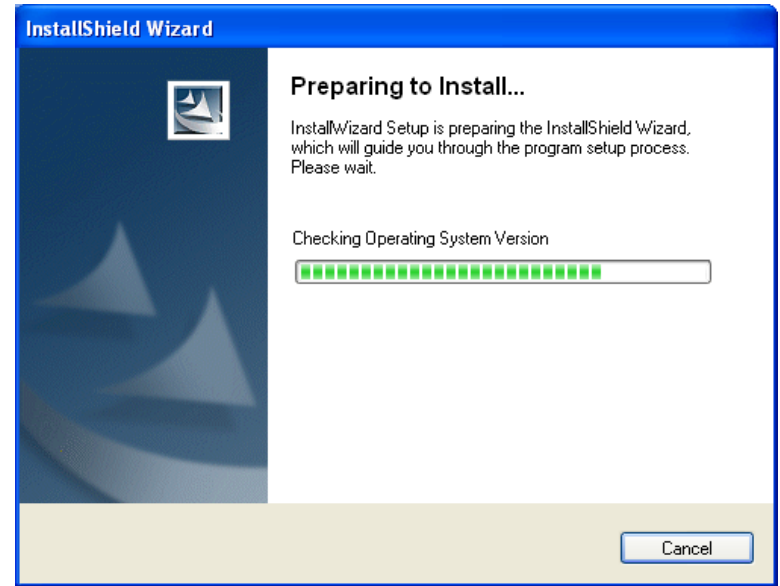 InstallShield Wizard
Preparing to Install...
InstallWizard Setup is preparing the InstallShield Wizard,
which will guide you through the program setup process.
Please wait.
Checking Operating System Version
Cancel